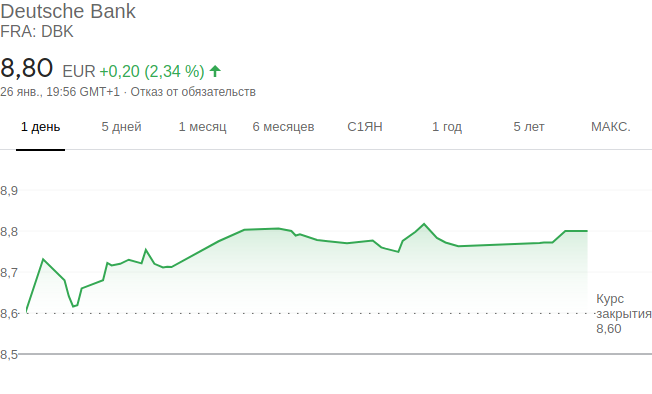 Deutsche Bank
FRA: DBK
8,80 EUR +0,20 (2,34 %)
26 янв., 19:56 GMT+1 · Отказ от обязательств
1 день 5 дней 1 месяц 6 месяцев С1ЯН 1 год 5 лет МАКС.
8,9
8,8
8,7
8,6
8,5
Курс
закрытия
8,60